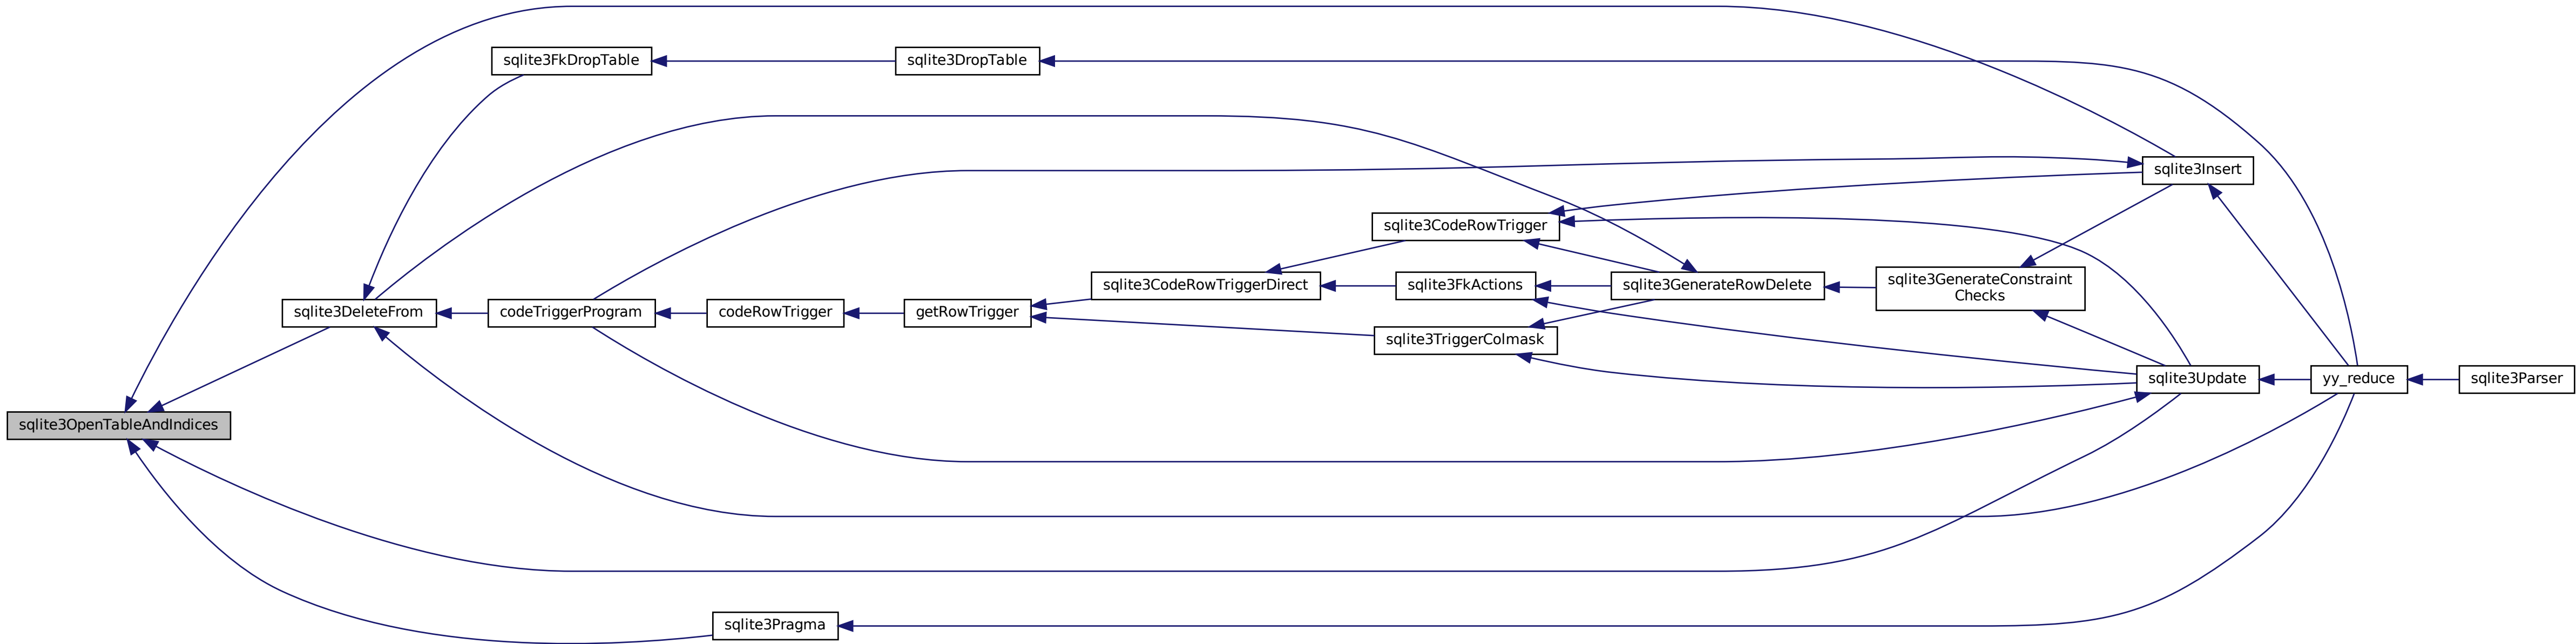 sqlite3FkDropTable
sqlite3DropTable
sqlite3Insert
sqlite3CodeRowTrigger
sqlite3CodeRowTriggerDirect
sqlite3FkActions
sqlite3GenerateRowDelete
sqlite3GenerateConstraint
Checks
sqlite3DeleteFrom
codeTriggerProgram
codeRowTrigger
getRowTrigger
sqlite3TriggerColmask
sqlite3Update
yy_reduce
sqlite3Parser
sqlite3OpenTableAndIndices
sqlite3Pragma